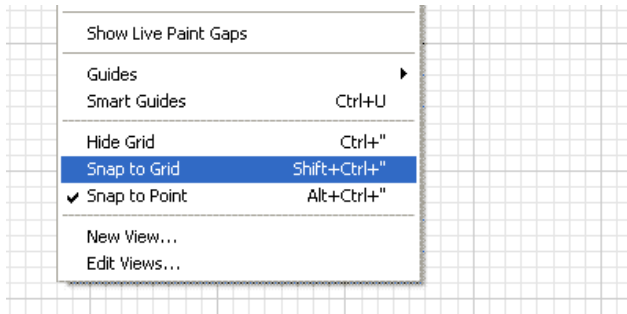 Show Live Paint Gaps
Guides
Smart Guides Ctrl+U
Hide Grid Ctrl+"
Snap to Grid Shift+Ctrl+"
Snap to Point Alt+Ctrl+"
New View...
Edit Views...